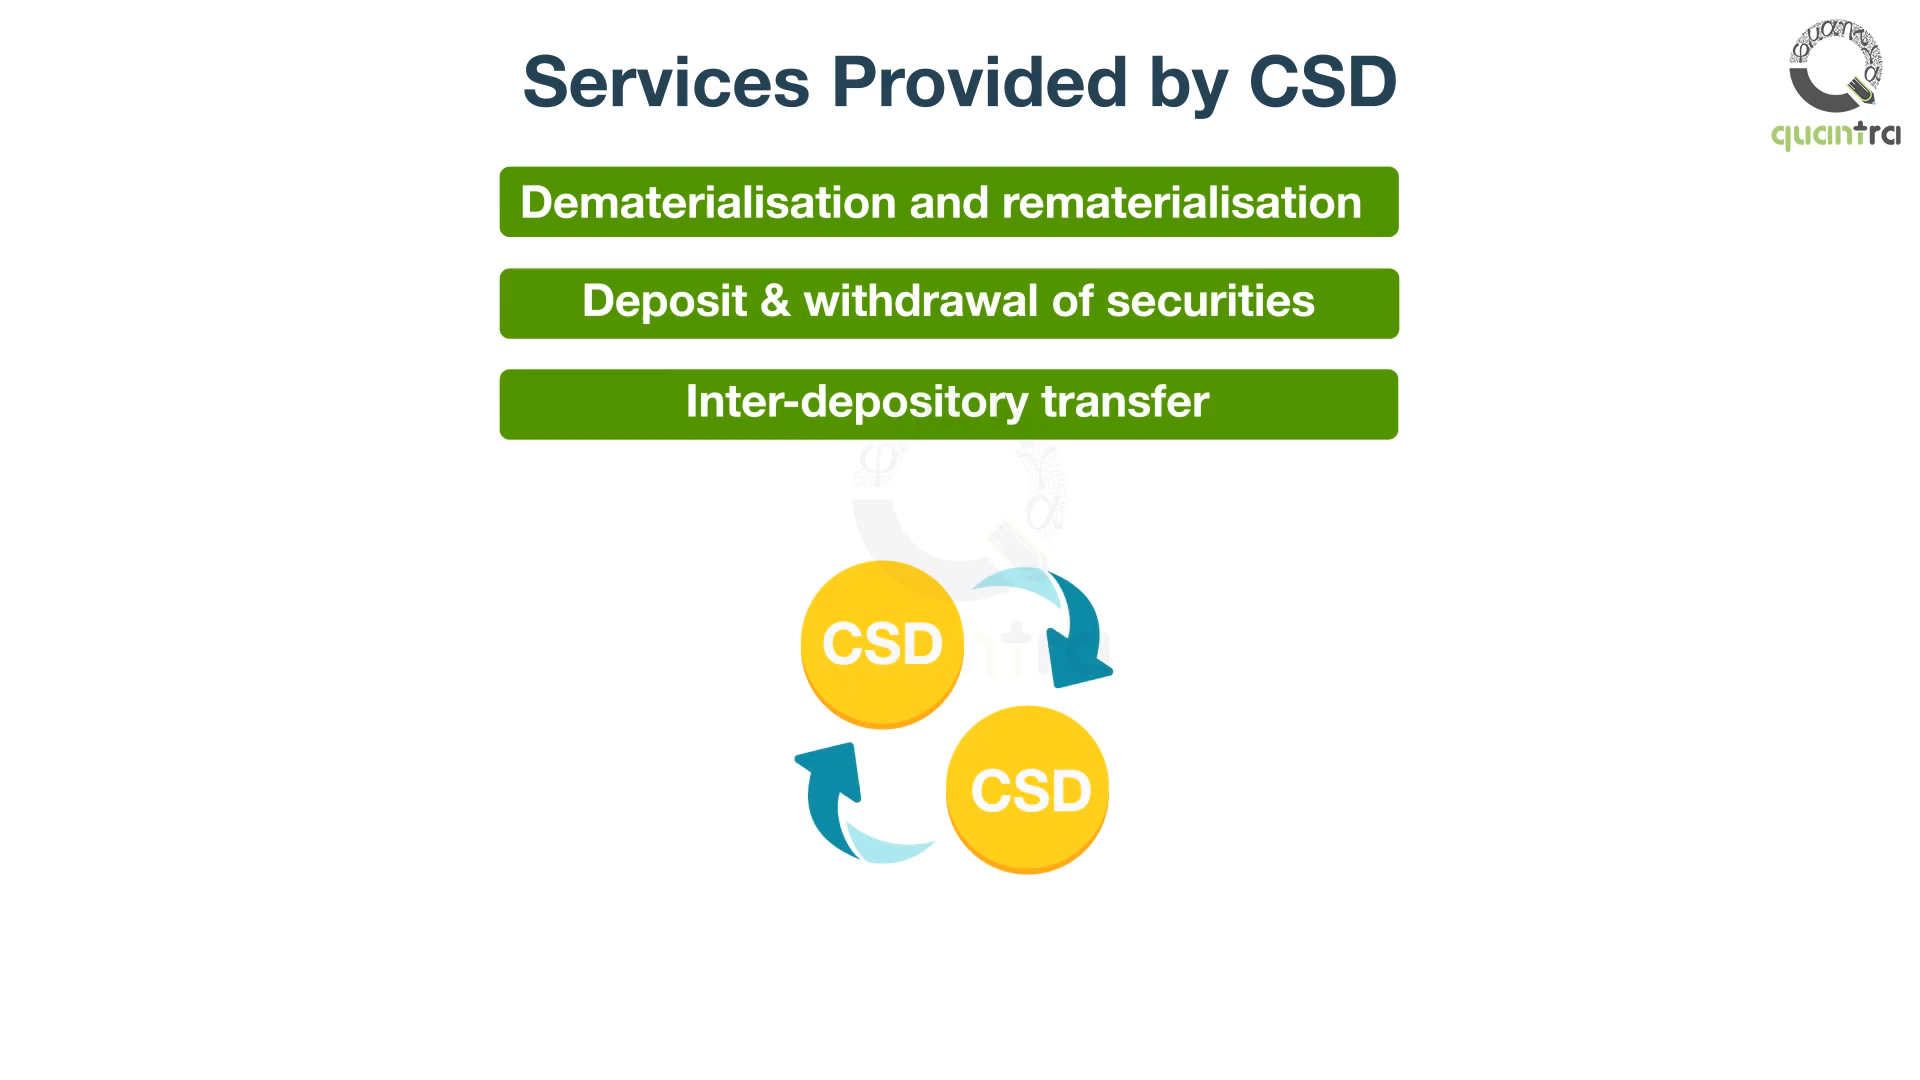 Services Provided by CSD
quantra
Dematerialisation and rematerialisation
Deposit & withdrawal of securities
Inter-depository transfer
CSD
CSD